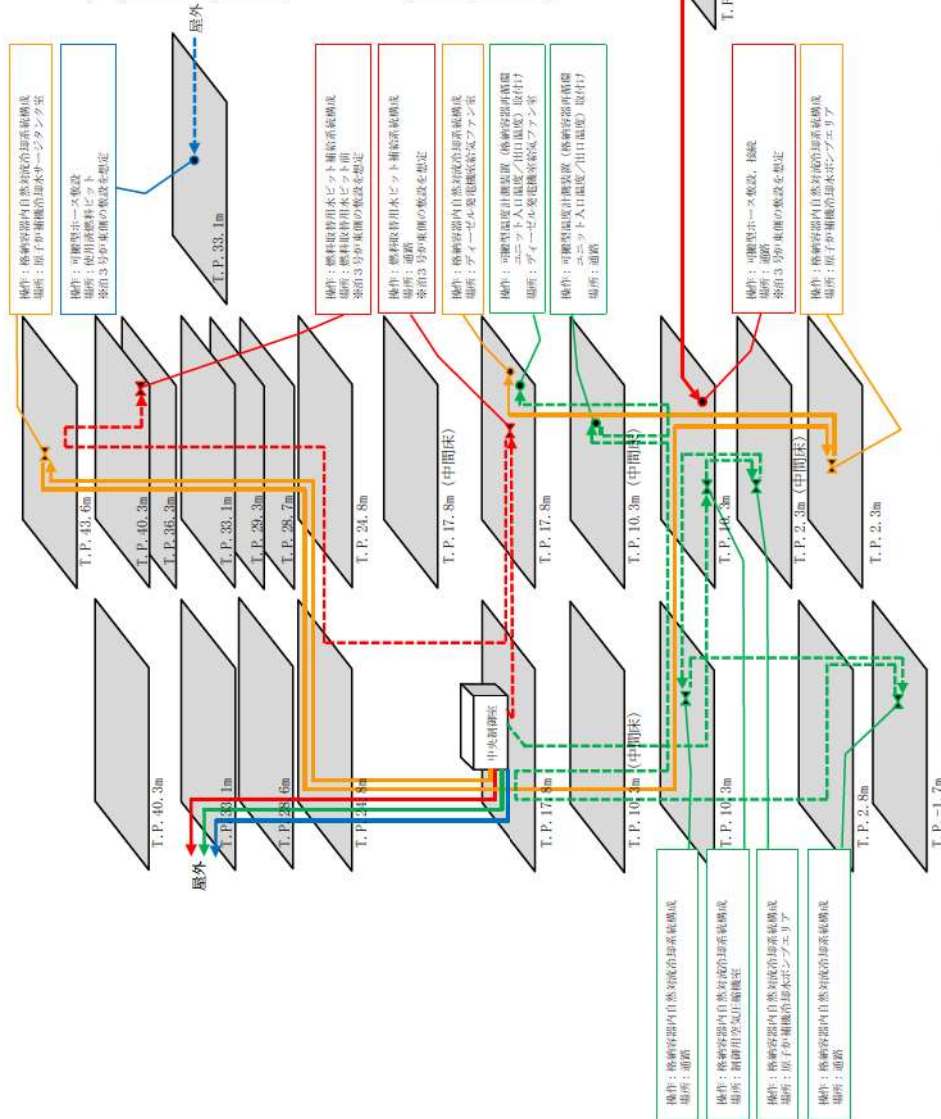 屋外
T.P. 33.1m
T.P
操作：格納容器内自然対流冷却系統構成
場所：原子炉補機冷却水サージタンク室
操作：可搬型ホース敷設
場所：使用済燃料ピット
※泊3号炉東側の敷設を想定
操作：燃料取替用水ピット補給系統構成
場所：燃料取替用水ピット前
※泊3号炉東側の敷設を想定
操作：燃料取替用水ピット補給系統構成
場所：通路
※泊3号炉東側の敷設を想定
操作：格納容器内自然対流冷却系統構成
場所：ディーゼル発電機室給気ファン室
操作：可搬型温度計測装置（格納容器再循環
ユニット入口温度/出口温度）取付け
場所：ディーゼル発電機室給気ファン室
操作：可搬型温度計測装置（格納容器再循環
ユニット入口温度/出口温度）取付け
場所：通路
操作：可搬型ホース敷設、接続
場所：通路
※泊3号炉東側の敷設を想定
操作：格納容器内自然対流冷却系統構成
場所：原子炉補機冷却水ポンプエリア
T.P. 43.6m
T.P. 40.3m
T.P. 36.3m
T.P. 33.1m
T.P. 29.3m
T.P. 28.7m
T.P. 24.8m
T.P. 17.8m（中間床）
T.P. 17.8m
T.P. 10.3m（中間床）
T.P. 10.3m
T.P. 2.3m（中間床）
T.P. 2.3m
中央制御室
屋外
T.P. 40.3m
T.P. 33.1m
T.P. 28.6m
T.P. 24.8m
T.P. 17.8m
T.P. 10.3m（中間床）
T.P. 10.3m
T.P. 2.8m
T.P. -1.7m
操作：格納容器内自然対流冷却系統構成
場所：通路
操作：格納容器内自然対流冷却系統構成
場所：制御用空気圧縮機室
操作：格納容器内自然対流冷却系統構成
場所：原子炉補機冷却水ポンプエリア
操作：格納容器内自然対流冷却系統構成
場所：通路